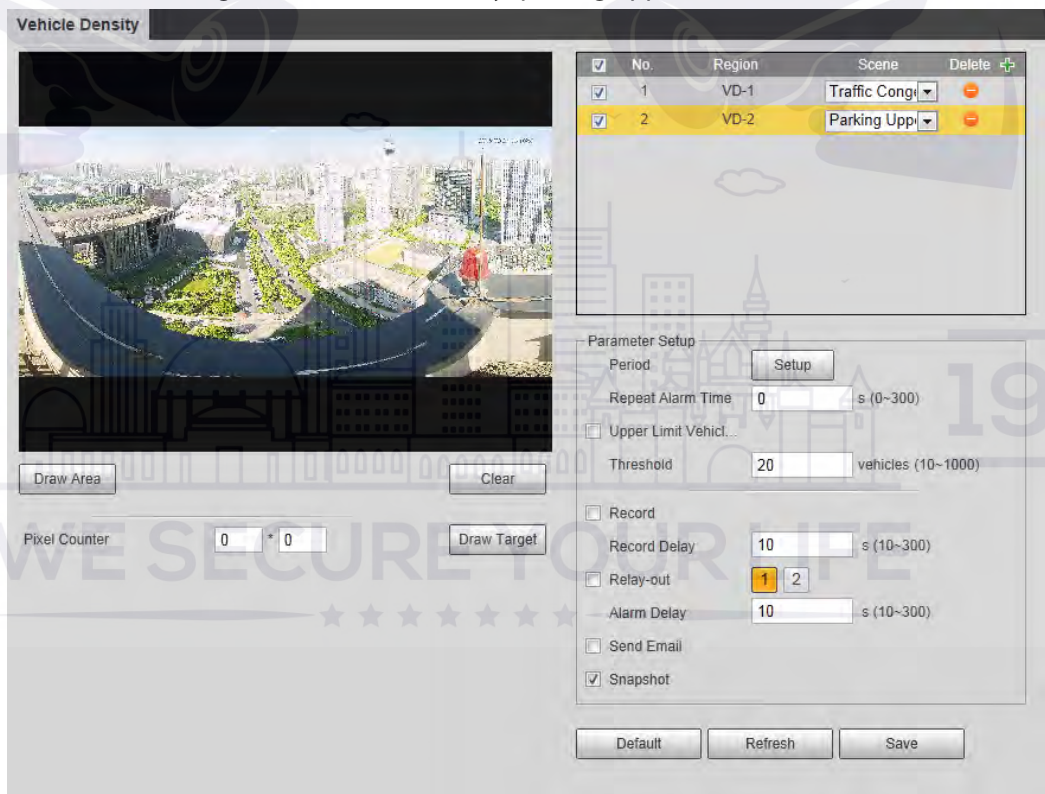 Vehicle Density
No. Region Scene Delete
1 VD-1 Traffic Cong
2 VD-2 Parking Upp
Parameter Setup
Period Setup
Repeat Alarm Time 0 s (0~300)
Upper Limit Vehicl...
Threshold 20 vehicles (10~1000)
Draw Area Clear
Record
Pixel Counter 0 * 0 Draw Target
Record Delay 10 s (10~300)
Relay-out 1 2
Alarm Delay 10 s (10~300)
Send Email
Snapshot
Default Refresh Save
WE SECURE YOUR LIFE
19